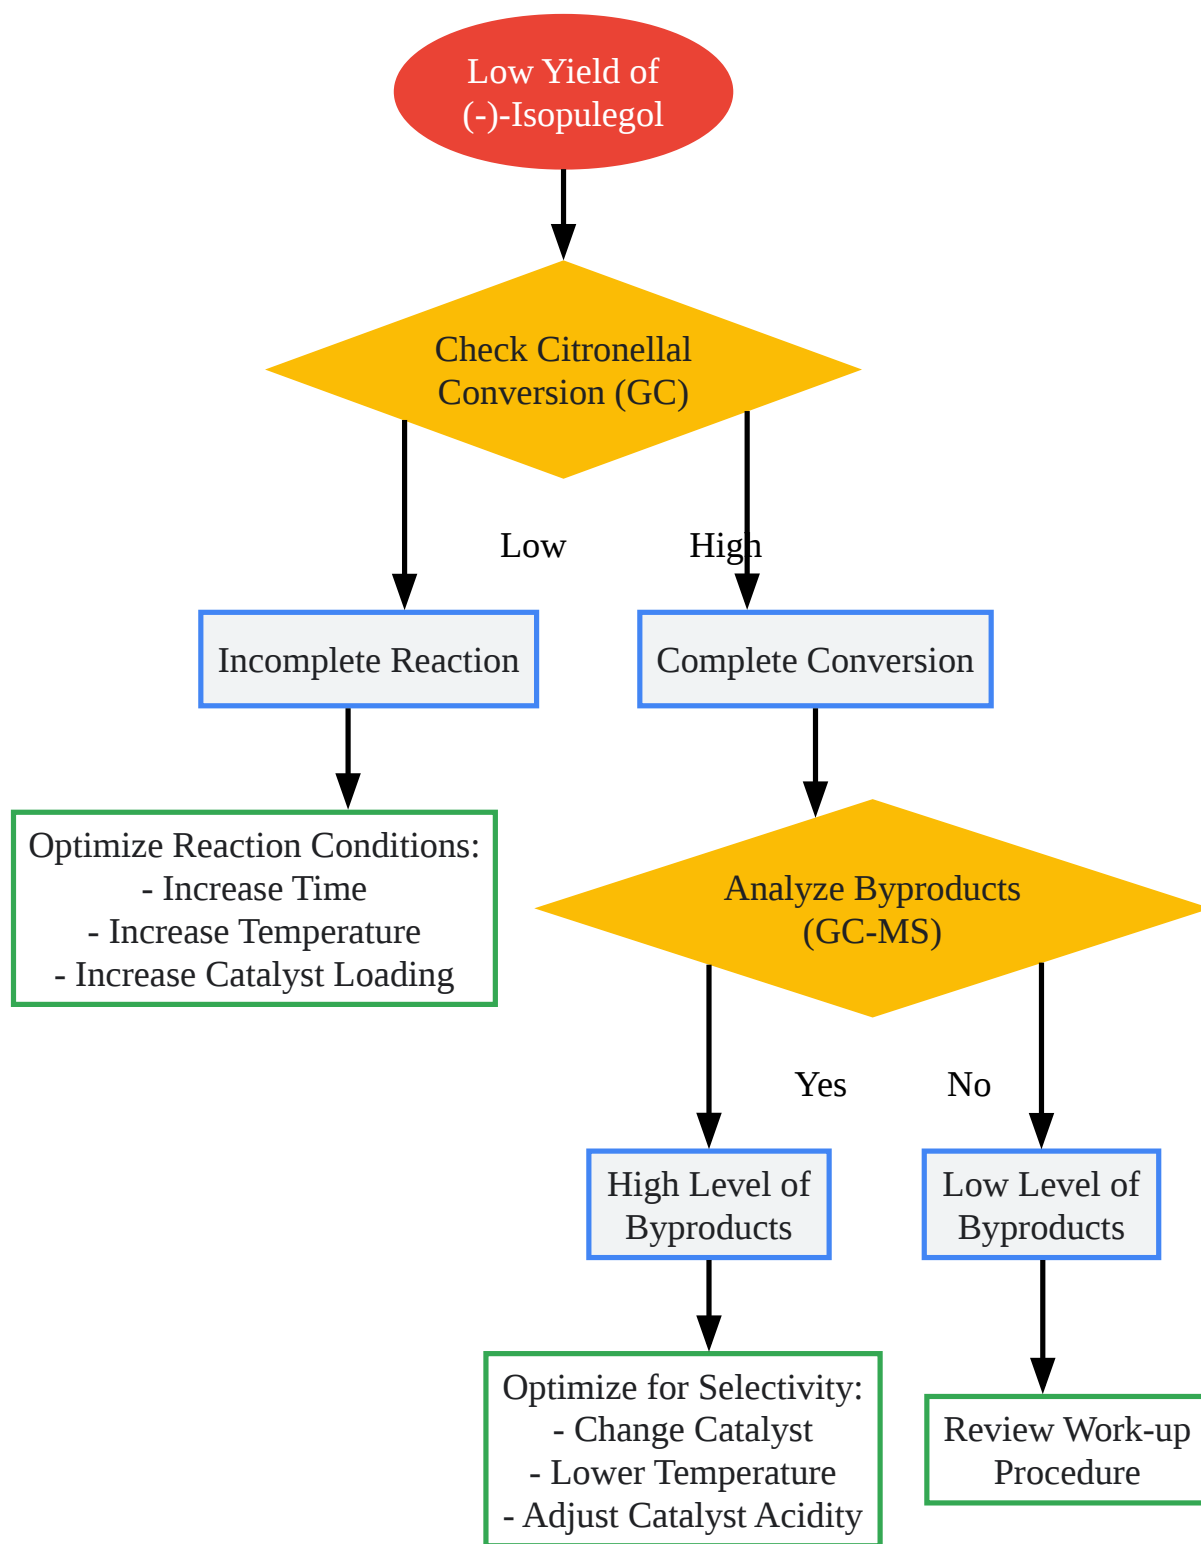 Low Yield of
(-)-Isopulegol
Check Citronellal
Conversion (GC)
Low
High
Incomplete Reaction
Complete Conversion
Optimize Reaction Conditions:
- Increase Time
- Increase Temperature
- Increase Catalyst Loading
Analyze Byproducts
(GC-MS)
Yes
No
High Level of
Byproducts
Low Level of
Byproducts
Optimize for Selectivity:
- Change Catalyst
- Lower Temperature
- Adjust Catalyst Acidity
Review Work-up
Procedure